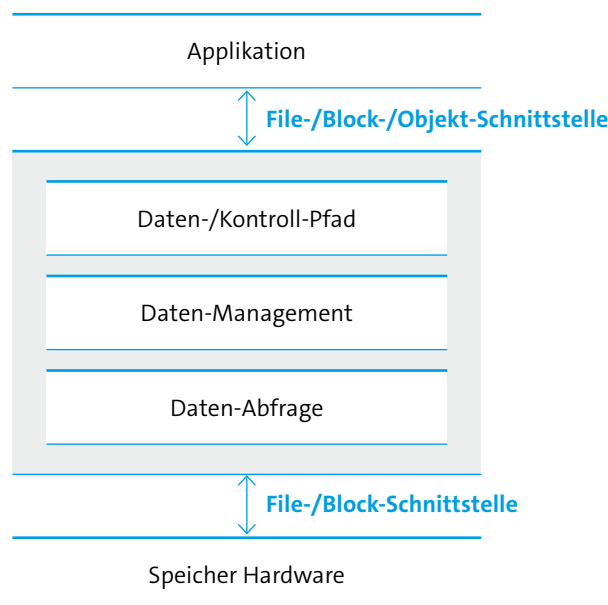 Applikation
File-/Block-/Objekt-Schnittstelle
Daten-/Kontroll-Pfad
Daten-Management
Daten-Abfrage
File-/Block-Schnittstelle
Speicher Hardware